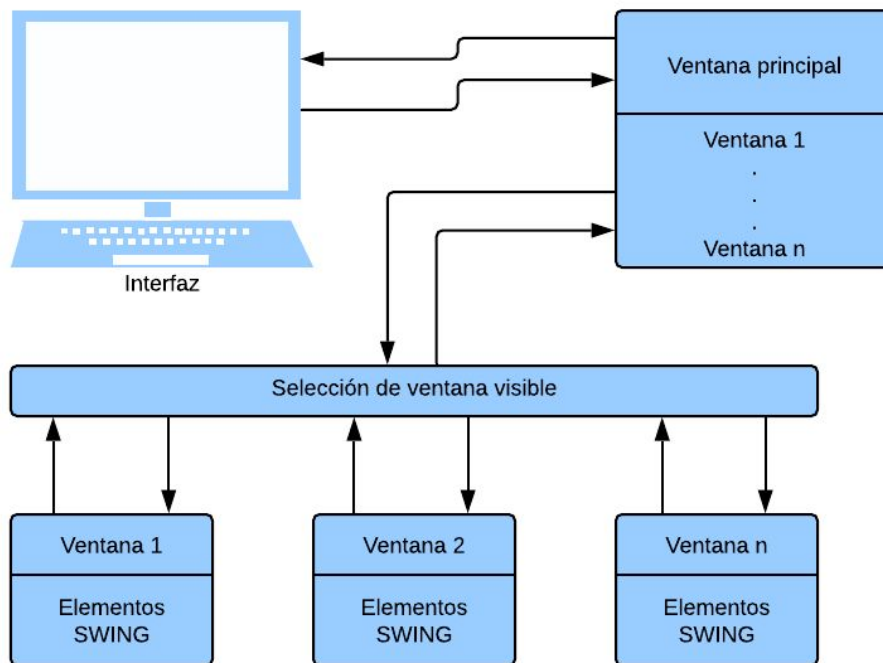 Ventana principal
Ventana 1
.
.
.
Ventana n
Interfaz
Selección de ventana visible
Ventana 1
Elementos
SWING
Ventana 2
Elementos
SWING
Ventana n
Elementos
SWING